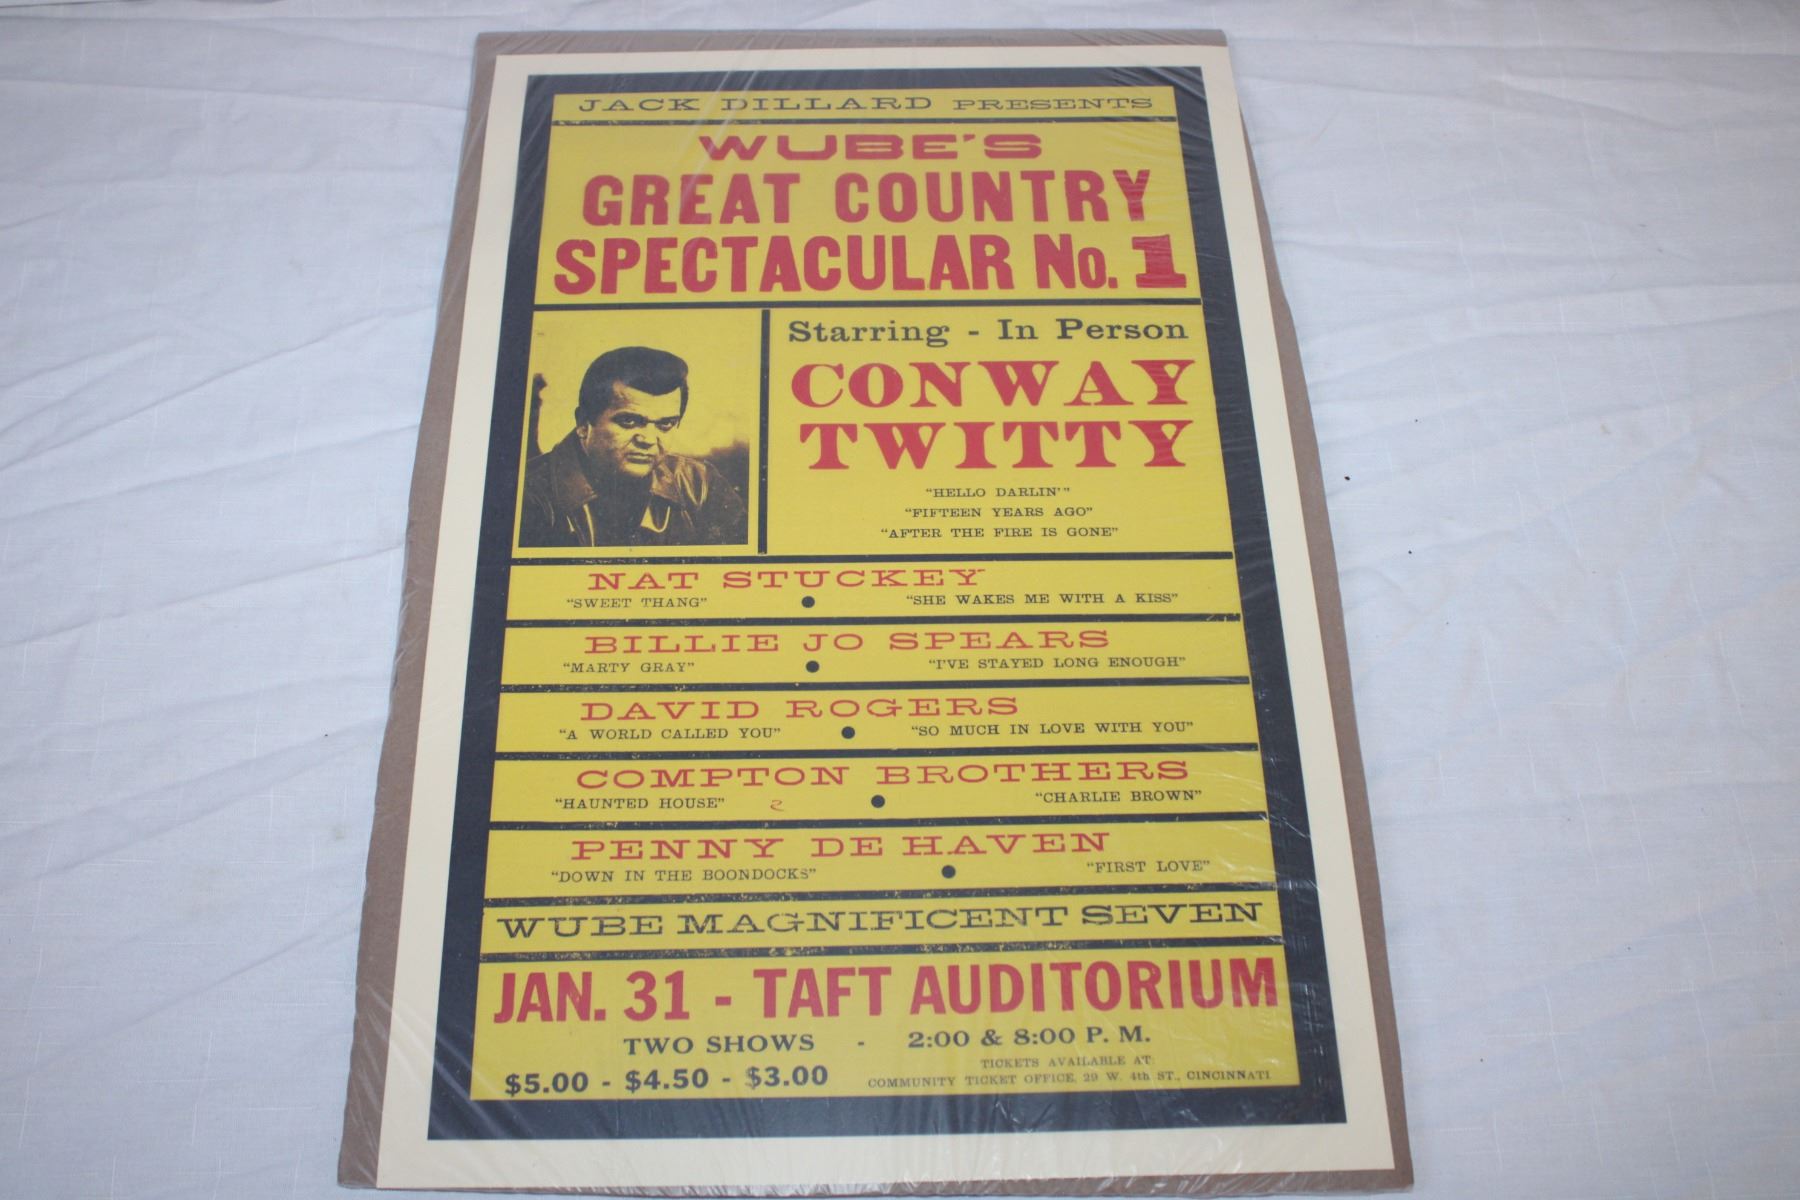 JACK DILLARD PRESENTS
WUBE'S
GREAT COUNTRY
SPECTACULAR No. 1
Starring - In Person
CONWAY
TWITTY
"HELLO DARLIN'"
"FIFTEEN YEARS AGO"
"AFTER THE FIRE IS GONE"
NAT STUCKEY
"SWEET THANG" ● "SHE WAKES ME WITH A KISS"
BILLIE JO SPEARS
"MARTY GRAY" ● "I'VE STAYED LONG ENOUGH"
DAVID ROGERS
"A WORLD CALLED YOU" ● "SO MUCH IN LOVE WITH YOU"
COMPTON BROTHERS
"HAUNTED HOUSE" ● "CHARLIE BROWN"
PENNY DE HAVEN
"DOWN IN THE BOONDOCKS" ● "FIRST LOVE"
WUBE MAGNIFICENT SEVEN
JAN. 31 - TAFT AUDITORIUM
TWO SHOWS - 2:00 & 8:00 P. M.
$5.00 - $4.50 - $3.00
TICKETS AVAILABLE AT:
COMMUNITY TICKET OFFICE, 29 W. 4th ST., CINCINNATI